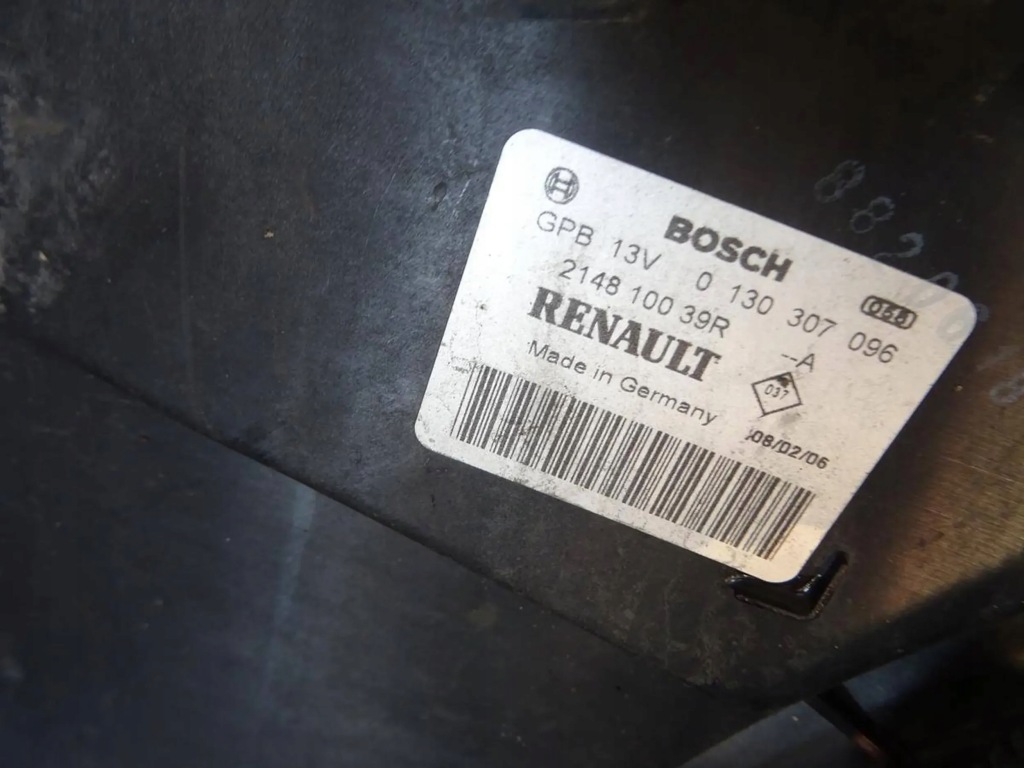 BOSCH
GPB 13V 0 130 307 096
2148 100 39R --A
RENAULT
Made in Germany
037
08/02/06